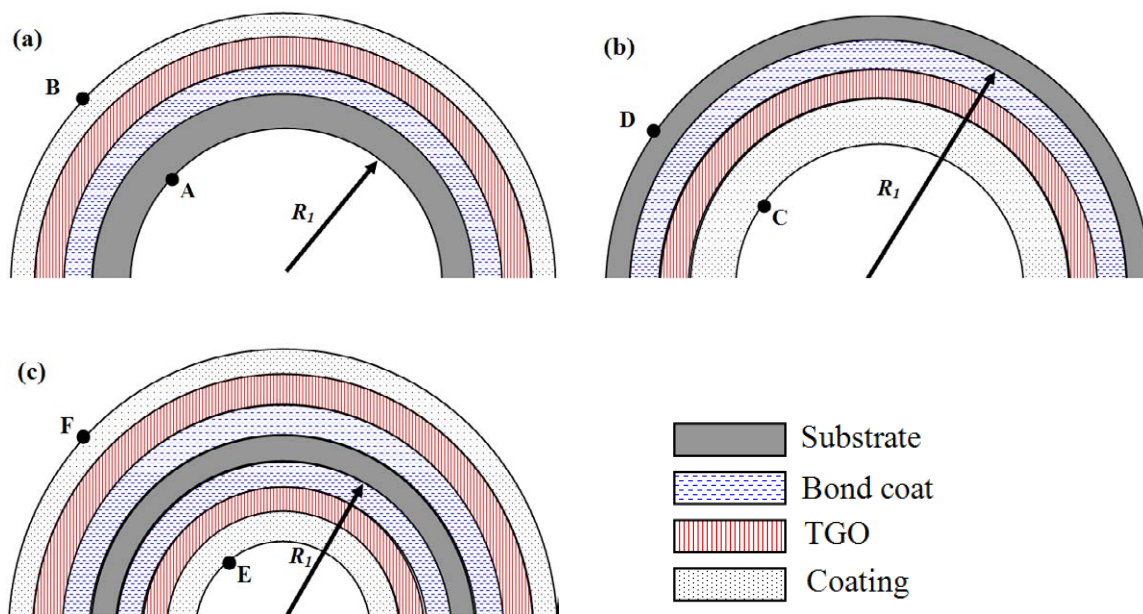 (a)
B
A
R1
(b)
D
C
R1
(c)
F
E
R1
Substrate
Bond coat
TGO
Coating